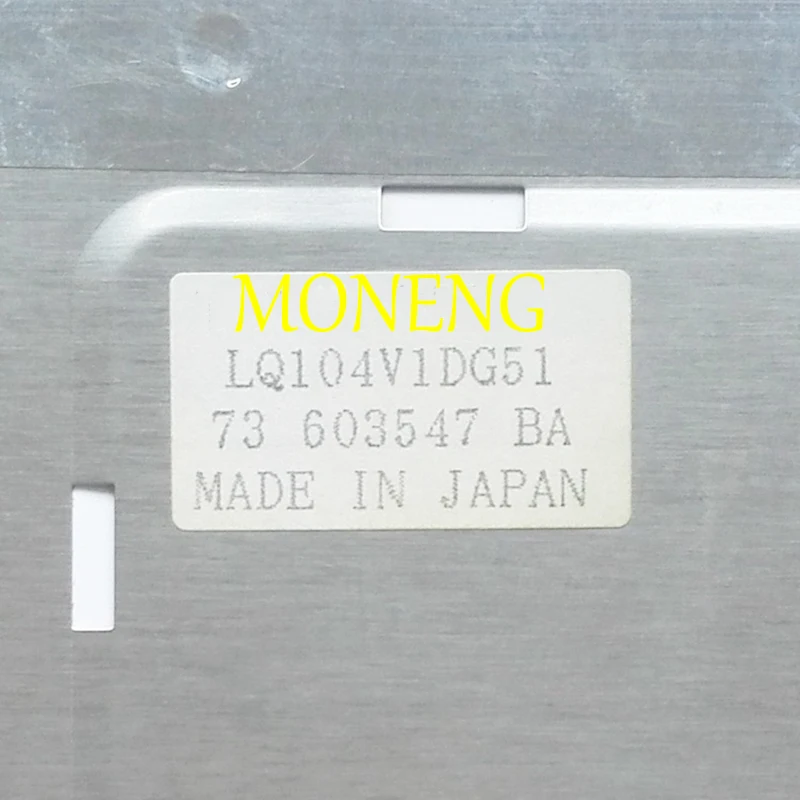 MONENG
LQ104V1DG51
73 603547 BA
MADE IN JAPAN